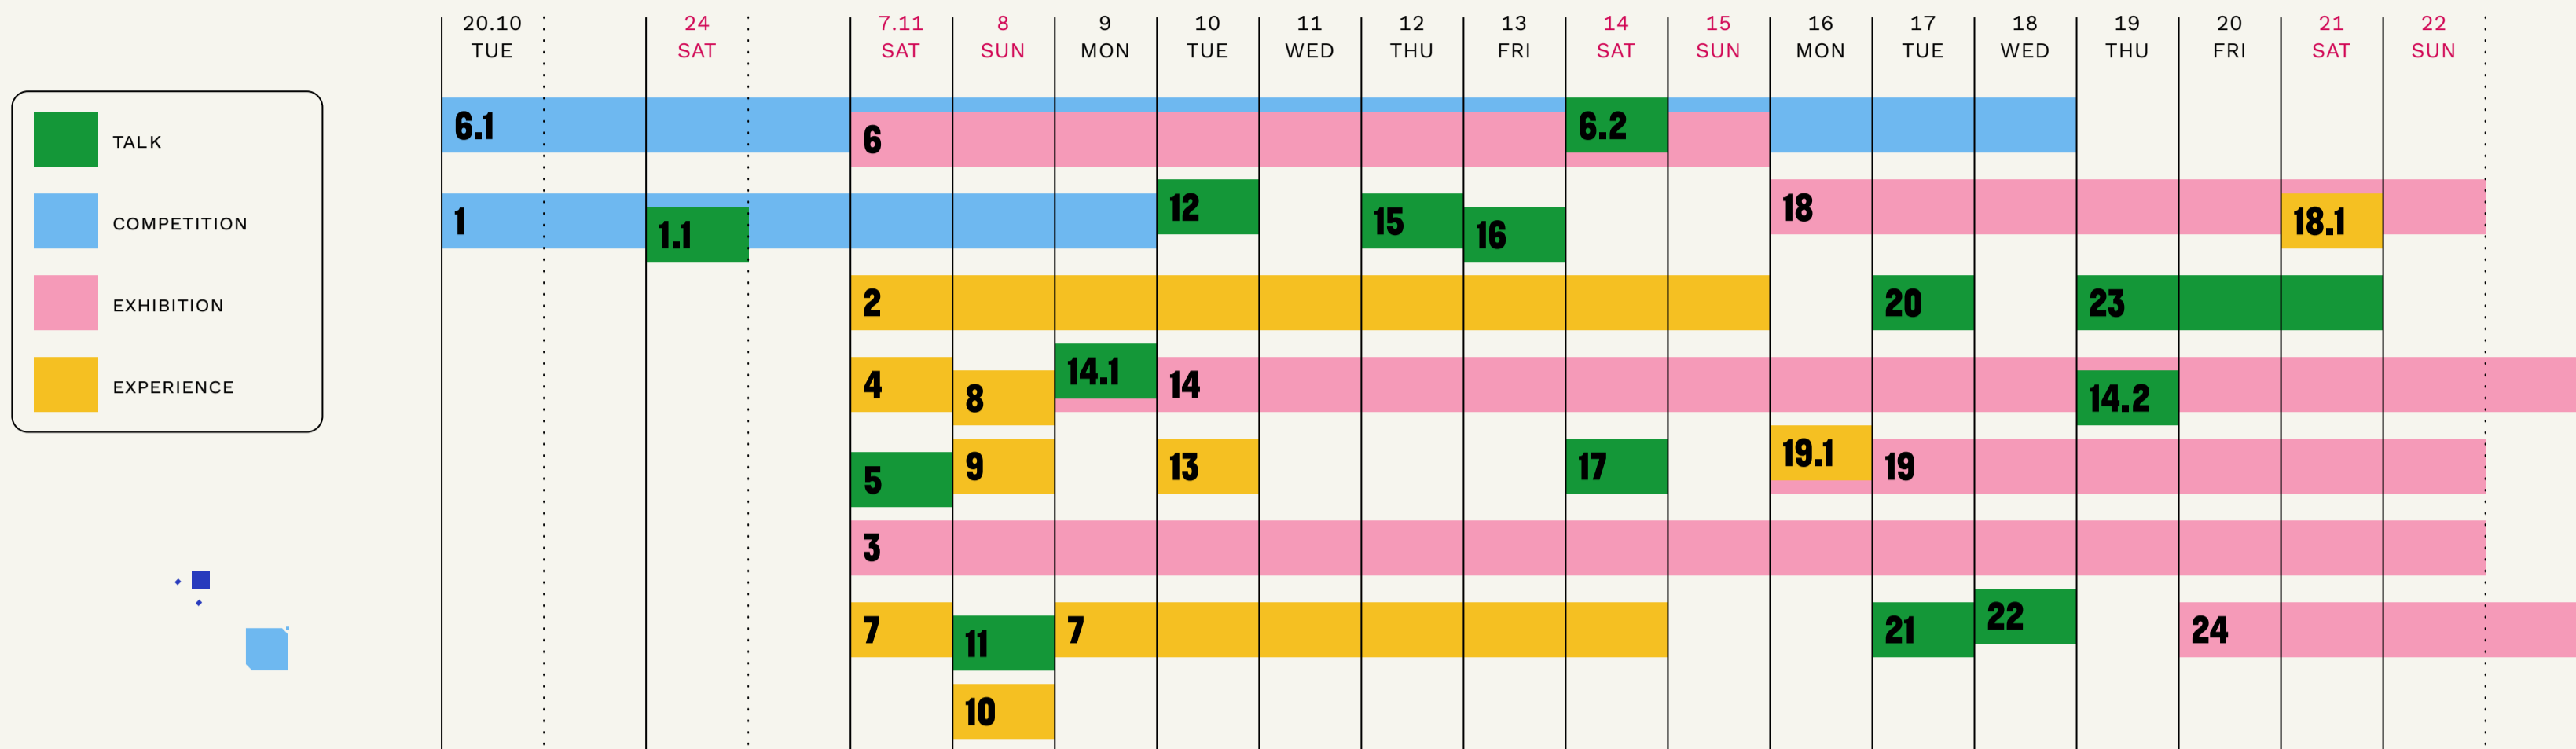 20.10 24 7.11 8 9 10 11 12 13 14 15 16 17 18 19 20 21 22
TUE SAT SAT SUN MON TUE WED THU FRI SAT SUN MON TUE WED THU FRI SAT SUN
TALK
COMPETITION
EXHIBITION
EXPERIENCE
6.1 6 6.2
1 1.1 12 15 16 18 18.1
2 20 23
4 8 14.1 14 14.2
5 9 13 17 19.1 19
3
7 11 7 21 22 24
10